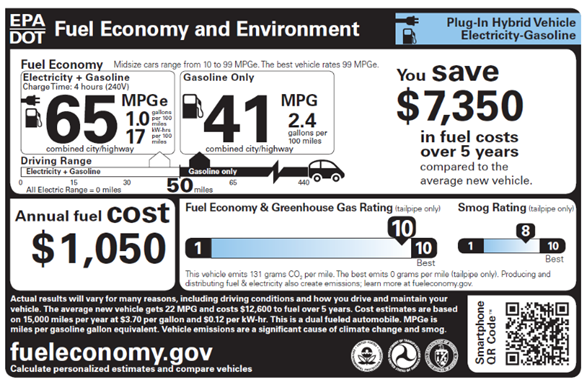 EPA
DOT
Fuel Economy and Environment
Plug-In Hybrid Vehicle
Electricity-Gasoline
Fuel Economy
Midsize cars range from 10 to 99 MPGe. The best vehicle rates 99 MPGe.
Electricity + Gasoline
Charge Time: 4 hours (240V)
65
MPGe
1.0 gallons per 100 miles
17 kW-hrs per 100 miles
combined city/highway
Gasoline Only
41
MPG
2.4
gallons per
100 miles
combined city/highway
You save
$7,350
in fuel costs
over 5 years
compared to the
average new vehicle.
Driving Range
Electricity + Gasoline
Gasoline only
0 15 30 50 miles 65 440
All Electric Range = 0 miles
Annual fuel cost
$1,050
Fuel Economy & Greenhouse Gas Rating (tailpipe only)
10
1
10
Best
Smog Rating (tailpipe only)
8
1
10
Best
This vehicle emits 131 grams CO₂ per mile. The best emits 0 grams per mile (tailpipe only). Producing and
distributing fuel & electricity also create emissions; learn more at fueleconomy.gov.
Actual results will vary for many reasons, including driving conditions and how you drive and maintain your
vehicle. The average new vehicle gets 22 MPG and costs $12,600 to fuel over 5 years. Cost estimates are based
on 15,000 miles per year at $3.70 per gallon and $0.12 per kW-hr. This is a dual fueled automobile. MPGe is
miles per gasoline gallon equivalent. Vehicle emissions are a significant cause of climate change and smog.
fueleconomy.gov
Calculate personalized estimates and compare vehicles
Smartphone
QR Code™